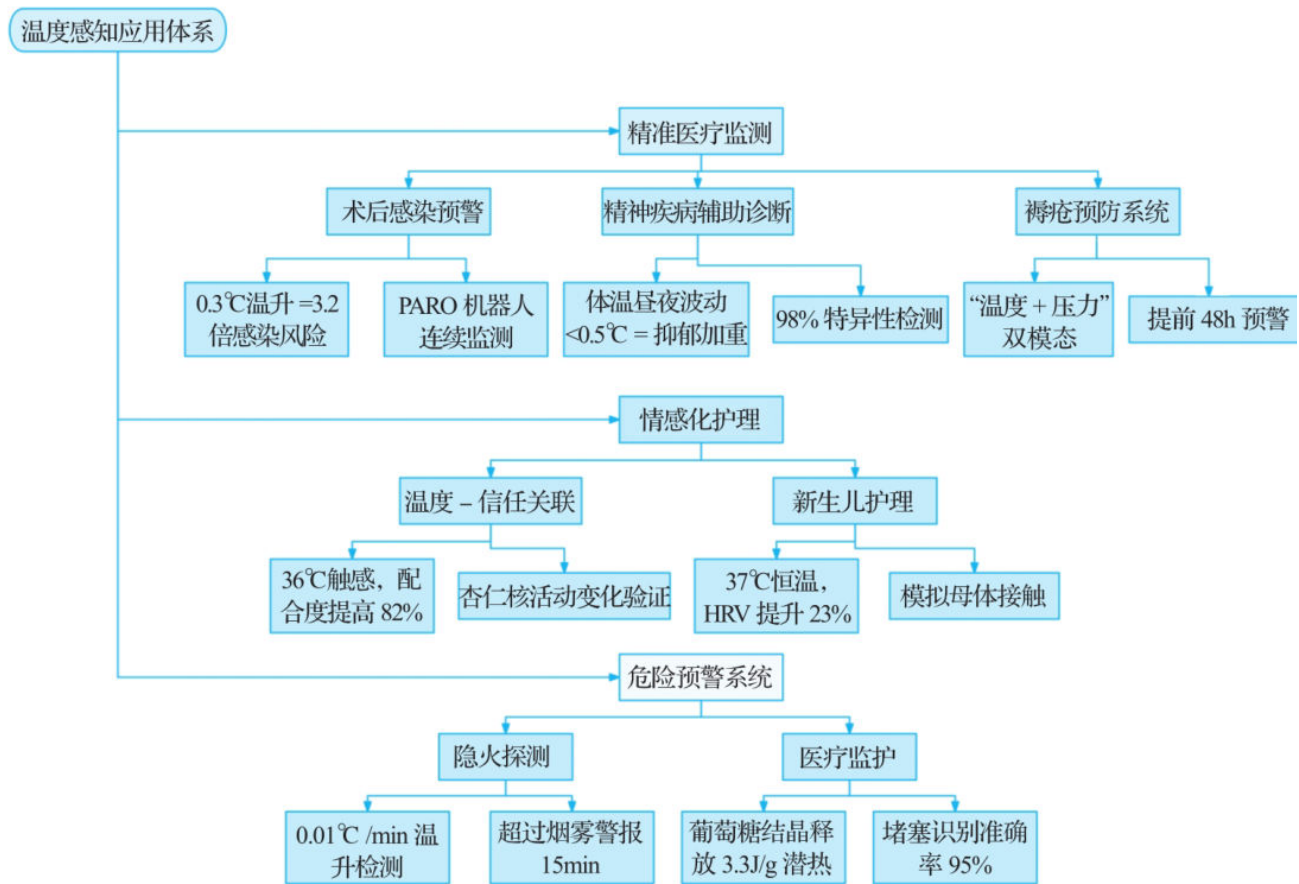 温度感知应用体系
精准医疗监测
术后感染预警
精神疾病辅助诊断
褥疮预防系统
0.3℃温升=3.2
倍感染风险
PARO 机器人
连续监测
体温昼夜波动
<0.5℃ = 抑郁加重
98% 特异性检测
“温度 + 压力”
双模态
提前 48h 预警
情感化护理
温度 – 信任关联
新生儿护理
36℃触感，配
合度提高 82%
杏仁核活动变化验证
37℃恒温，
HRV 提升 23%
模拟母体接触
危险预警系统
隐火探测
医疗监护
0.01℃ /min 温
升检测
超过烟雾警报
15min
葡萄糖结晶释
放 3.3J/g 潜热
堵塞识别准确
率 95%